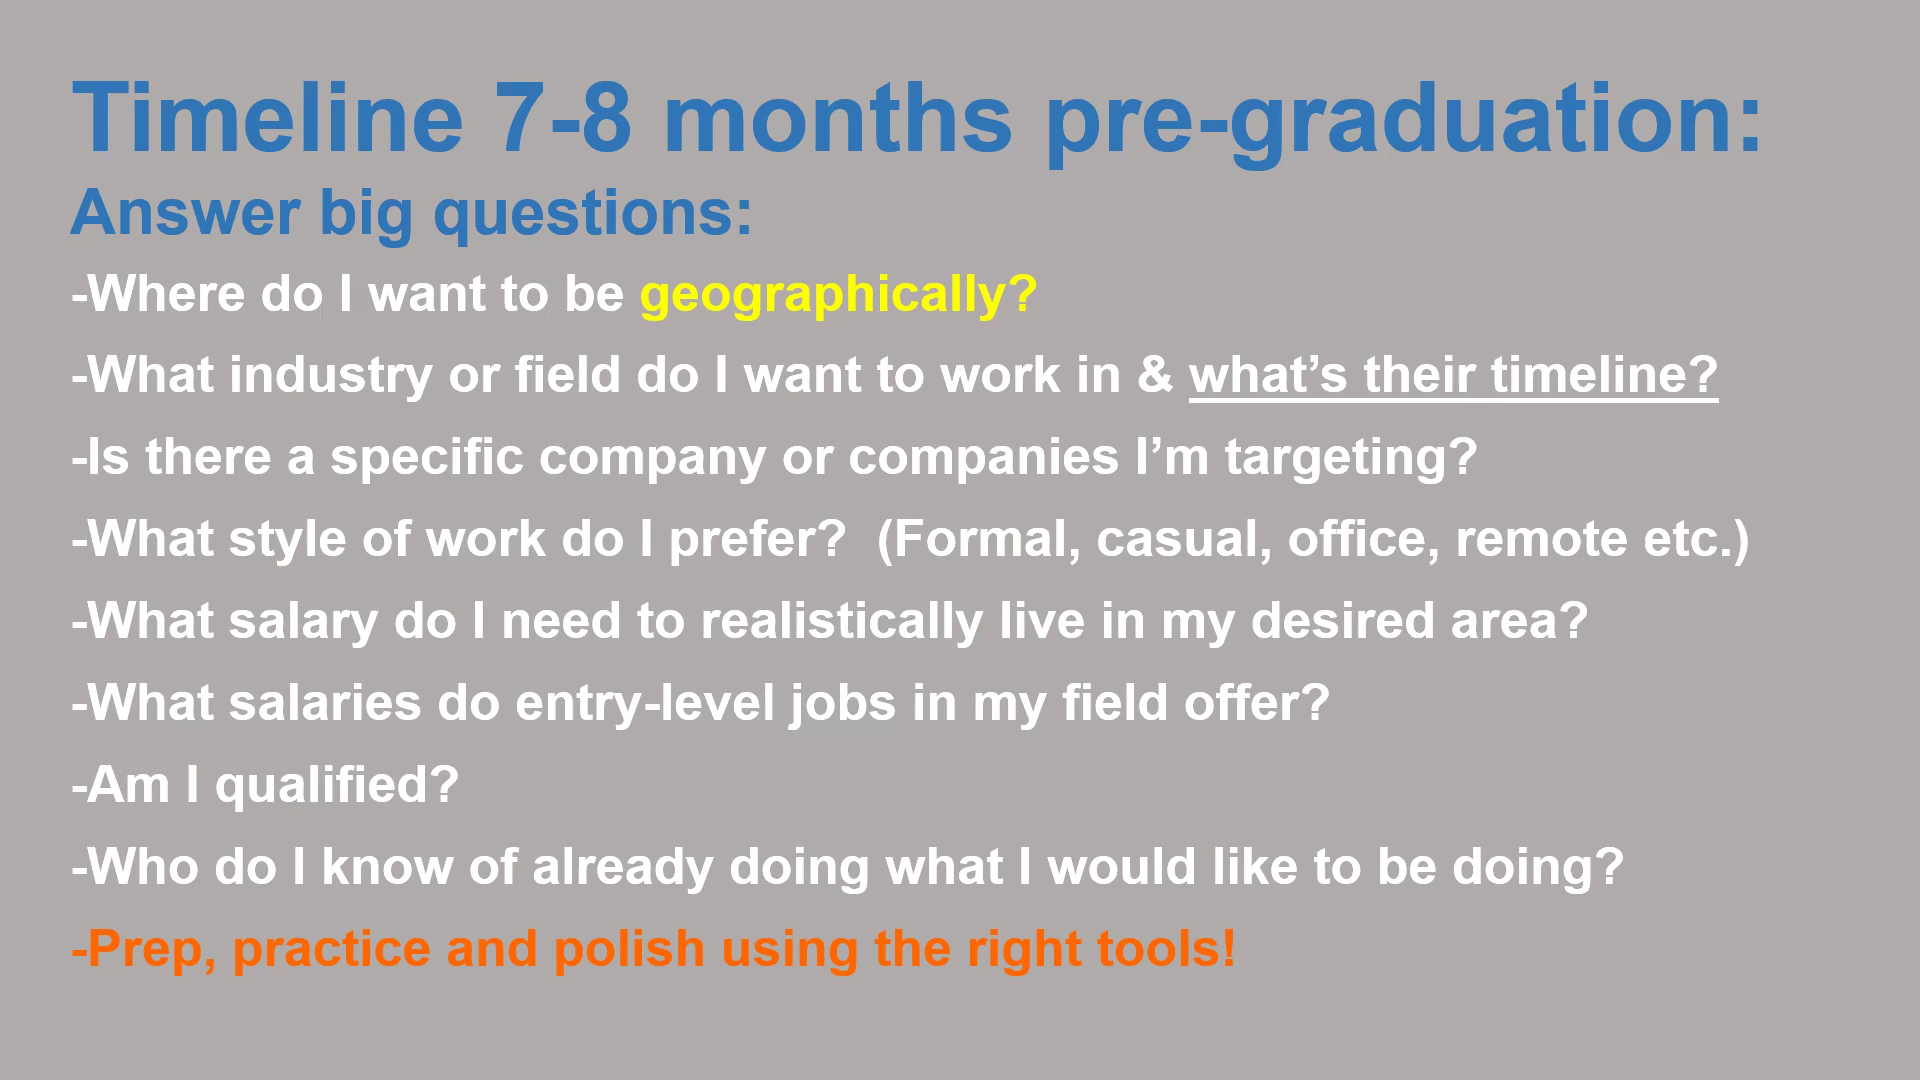 Timeline 7-8 months pre-graduation:
Answer big questions:
-Where do I want to be geographically?
-What industry or field do I want to work in & what’s their timeline?
-Is there a specific company or companies I’m targeting?
-What style of work do I prefer?  (Formal, casual, office, remote etc.)
-What salary do I need to realistically live in my desired area?
-What salaries do entry-level jobs in my field offer?
-Am I qualified?
-Who do I know of already doing what I would like to be doing?
-Prep, practice and polish using the right tools!